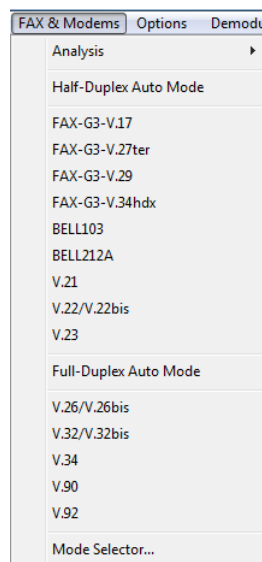 FAX & Modems Options Demodu
Analysis
Half-Duplex Auto Mode
FAX-G3-V.17
FAX-G3-V.27ter
FAX-G3-V.29
FAX-G3-V.34hdx
BELL103
BELL212A
V.21
V.22/V.22bis
V.23
Full-Duplex Auto Mode
V.26/V.26bis
V.32/V.32bis
V.34
V.90
V.92
Mode Selector...